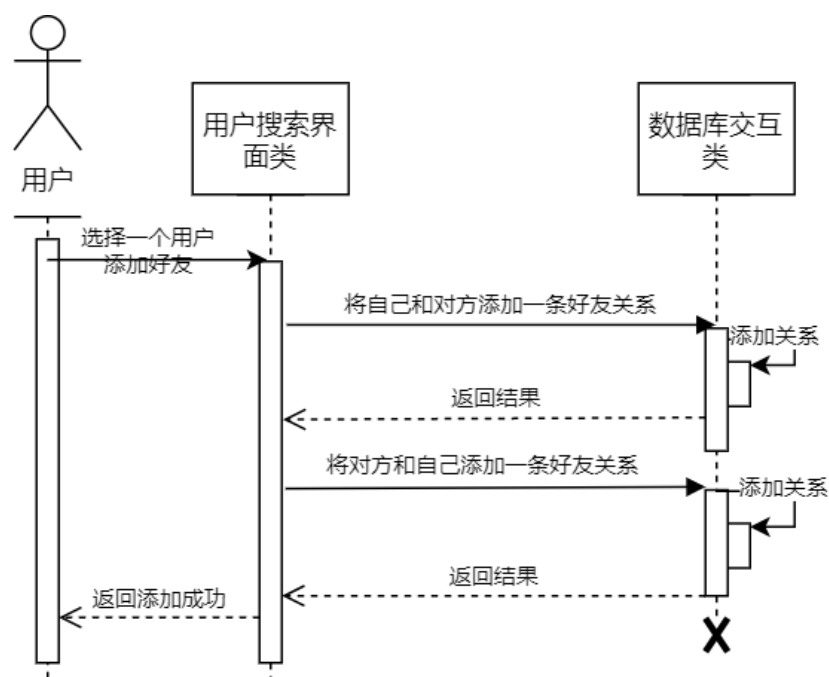 用户搜索界
面类
数据库交互
类
用户
选择一个用户
添加好友
将自己和对方添加一条好友关系
添加关系
返回结果
将对方和自己添加一条好友关系
添加关系
返回结果
返回添加成功